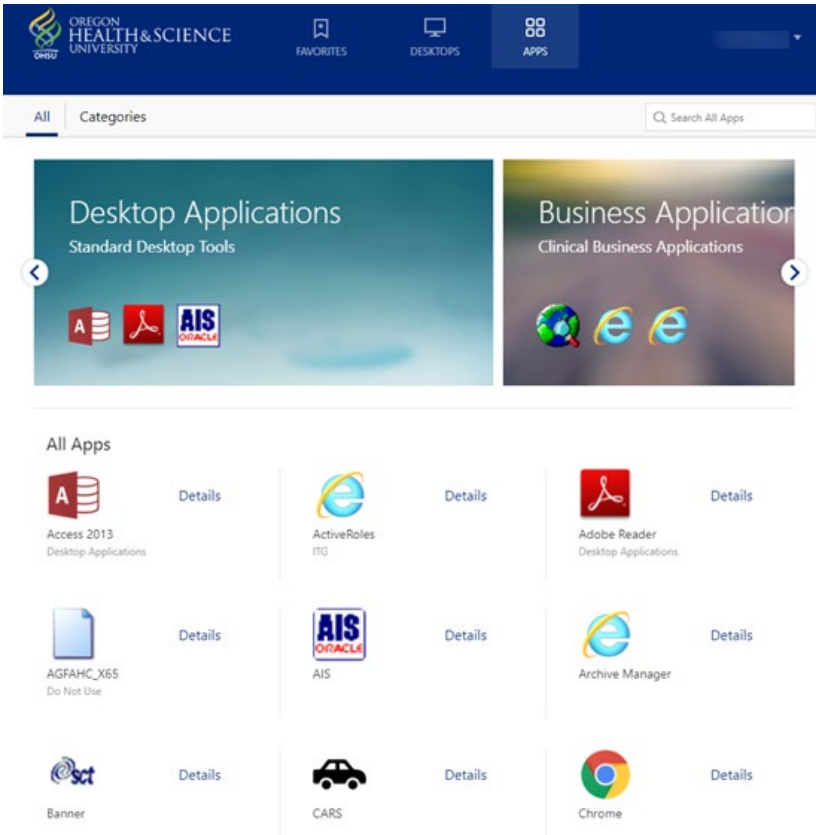 OREGON
HEALTH&SCIENCE
UNIVERSITY
OHSU
FAVORITES
DESKTOPS
APPS
All
Categories
Search All Apps
Desktop Applications
Standard Desktop Tools
A
AIS
ORACLE
Business Application
Clinical Business Applications
All Apps
A
Details
Details
Details
Access 2013
Desktop Applications
ActiveRoles
ITG
Adobe Reader
Desktop Applications
Details
AIS
ORACLE
Details
Details
AGFAHC_X65
Do Not Use
AIS
Archive Manager
sct
Details
Details
Details
Banner
CARS
Chrome